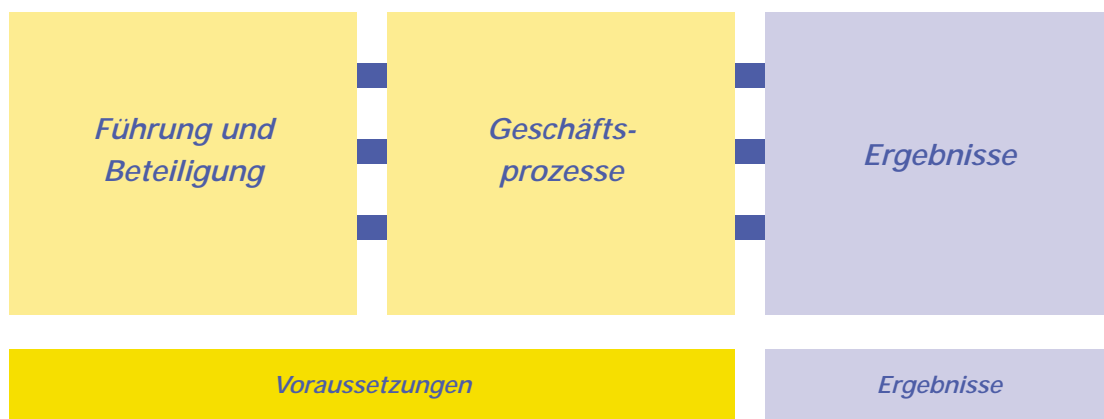 Führung und
Beteiligung
Geschäfts-
prozesse
Ergebnisse
Voraussetzungen
Ergebnisse